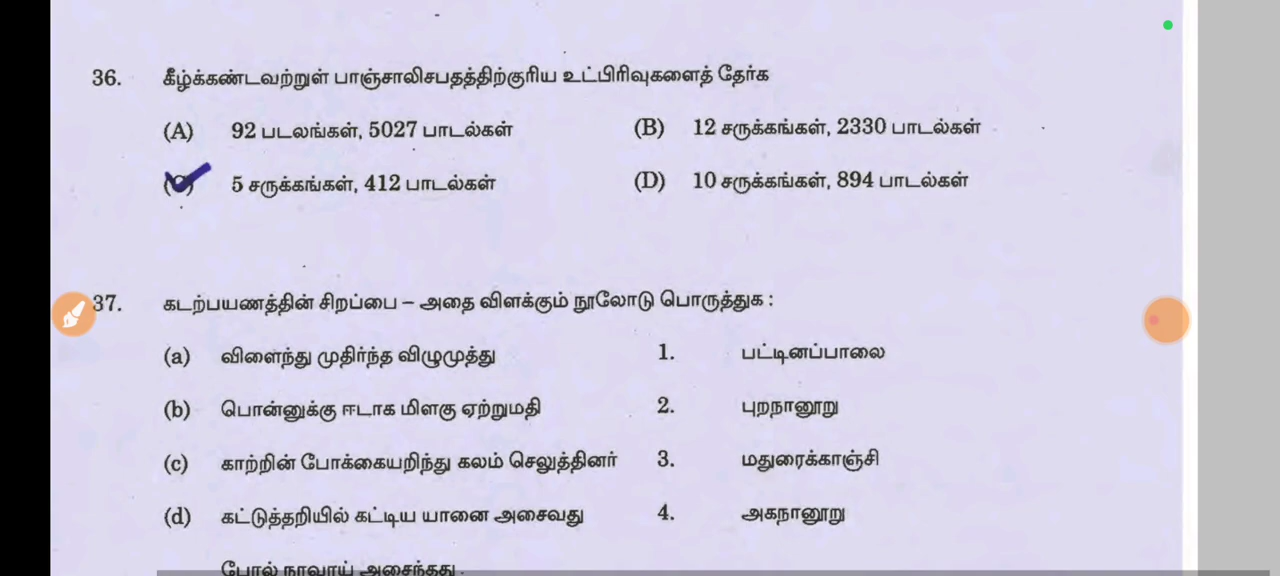 36. கீழ்க்கண்டவற்றுள் பாஞ்சாலிசபதத்திற்குரிய உட்பிரிவுகளைத் தேர்க
(A) 92 படலங்கள், 5027 பாடல்கள் (B) 12 சருக்கங்கள், 2330 பாடல்கள்
(C) 5 சருக்கங்கள், 412 பாடல்கள் (D) 10 சருக்கங்கள், 894 பாடல்கள்
37. கடற்பயணத்தின் சிறப்பை – அதை விளக்கும் நூலோடு பொருத்துக :
(a) விளைந்து முதிர்ந்த விழுமுத்து 1. பட்டினப்பாலை
(b) பொன்னுக்கு ஈடாக மிளகு ஏற்றுமதி 2. புறநானூறு
(c) காற்றின் போக்கையறிந்து கலம் செலுத்தினர் 3. மதுரைக்காஞ்சி
(d) கட்டுத்தறியில் கட்டிய யானை அசைவது 4. அகநானூறு
போல் நாவாய் அசைந்தது .